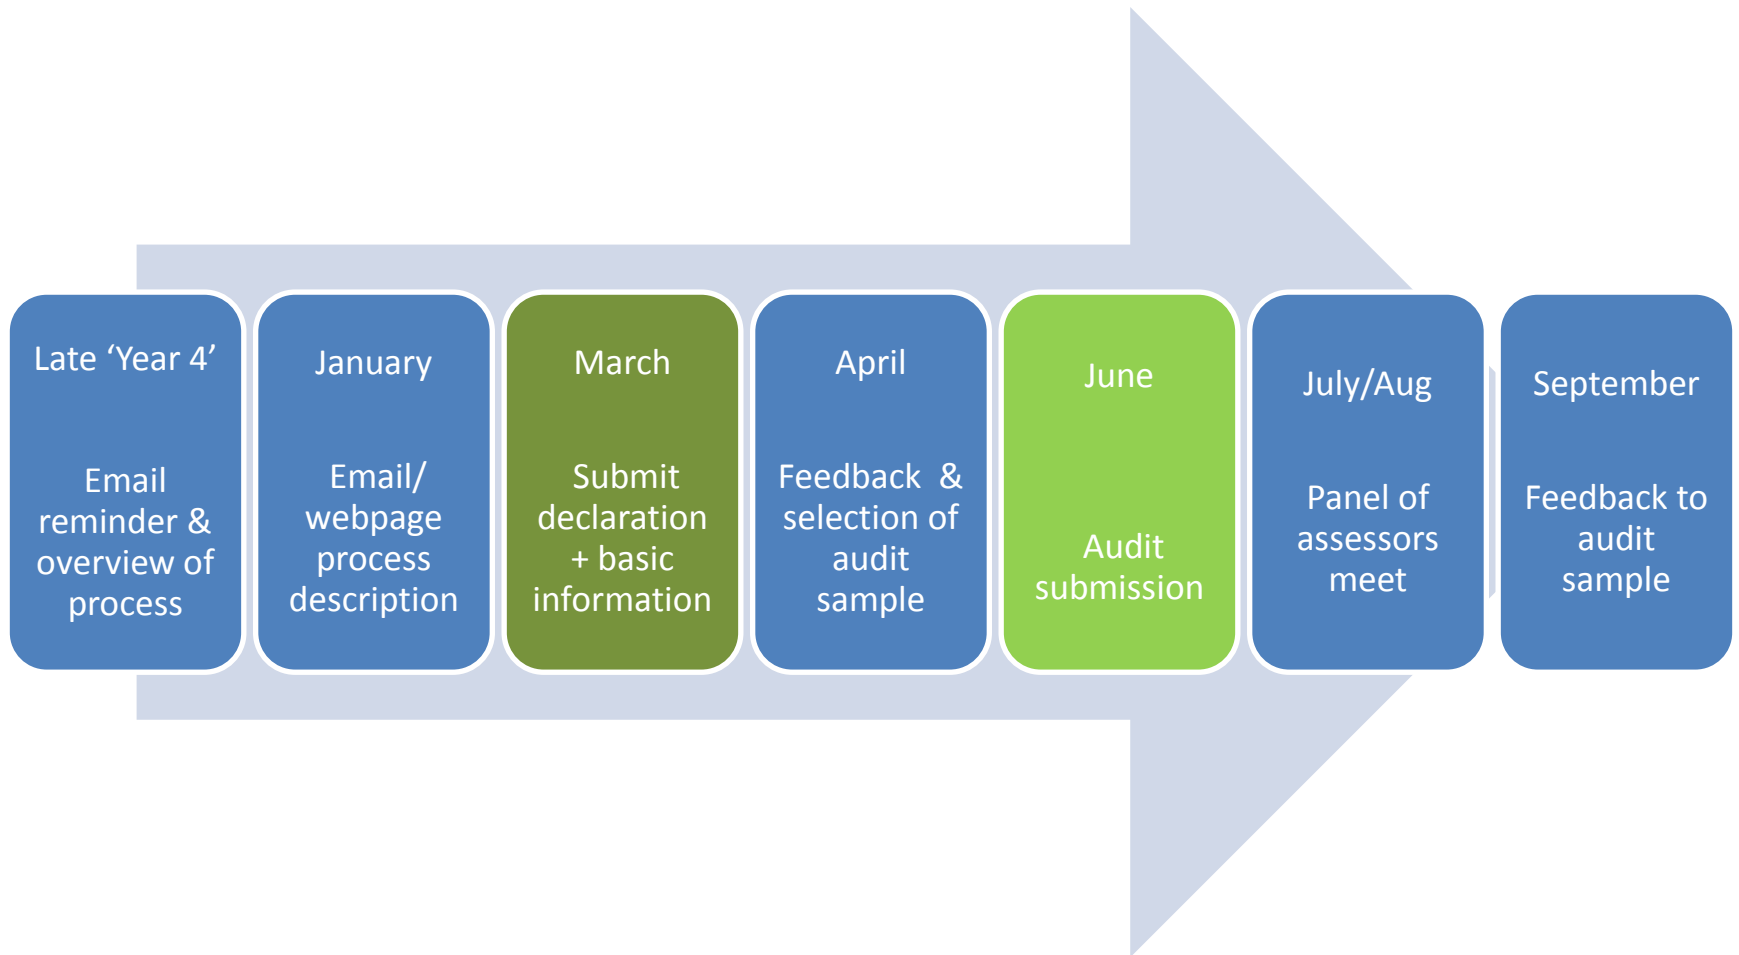 Late ‘Year 4’
Email
reminder &
overview of
process
January
Email/
webpage
process
description
March
Submit
declaration
+ basic
information
April
Feedback  &
selection of
audit
sample
June
Audit
submission
July/Aug
Panel of
assessors
meet
September
Feedback to
audit
sample